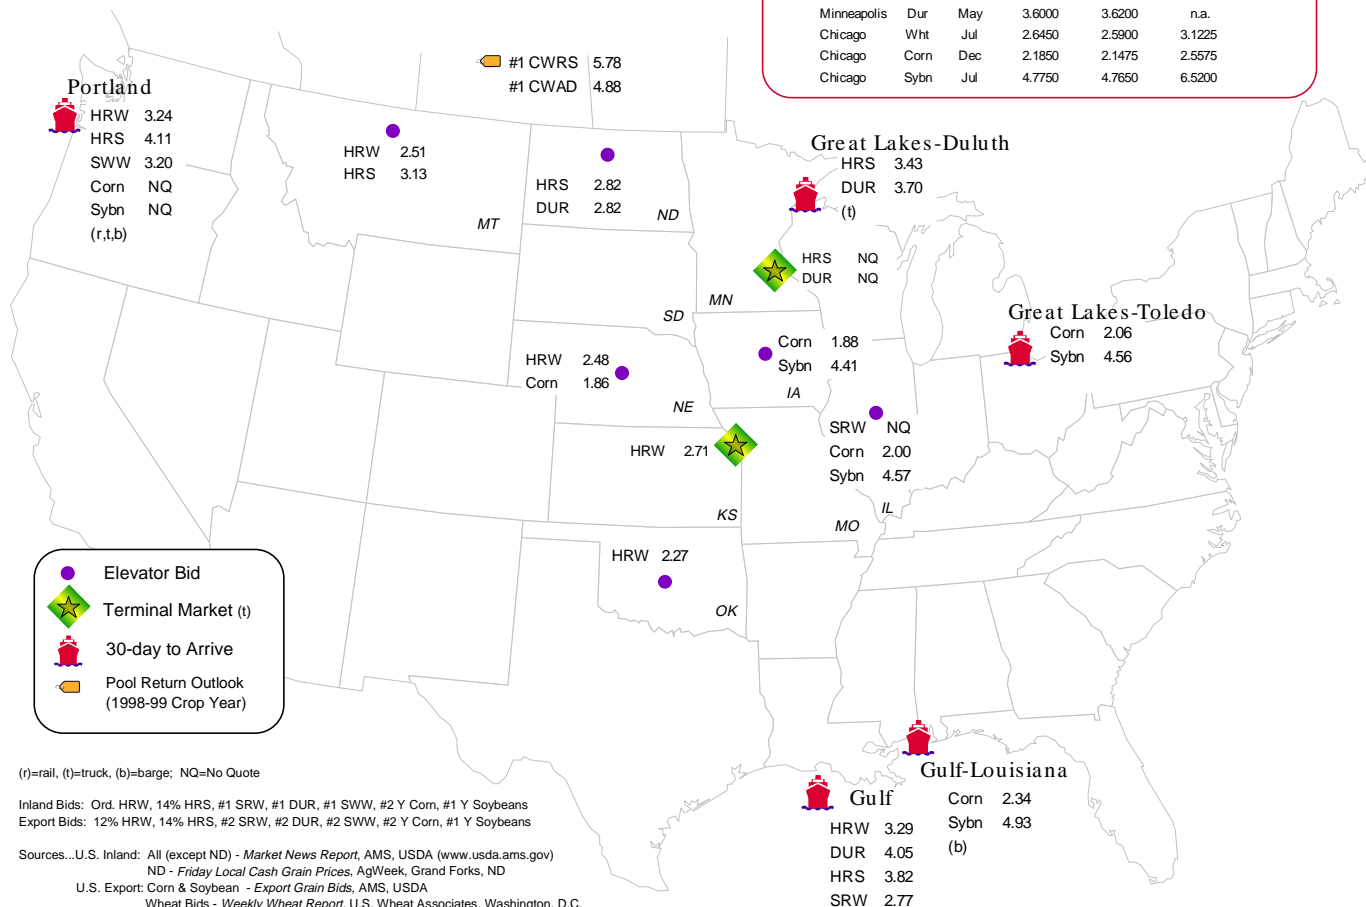 Minneapolis Dur May 3.6000 3.6200 n.a.
Chicago Wht Jul 2.6450 2.5900 3.1225
Chicago Corn Dec 2.1850 2.1475 2.5575
Chicago Sybn Jul 4.7750 4.7650 6.5200
#1 CWRS 5.78
#1 CWAD 4.88
Portland
HRW 3.24
HRS 4.11
SWW 3.20
Corn NQ
Sybn NQ
(r,t,b)
HRW 2.51
HRS 3.13
MT
HRS 2.82
DUR 2.82
ND
Great Lakes-Duluth
HRS 3.43
DUR 3.70
(t)
HRS NQ
DUR NQ
MN
SD
Great Lakes-Toledo
Corn 2.06
Sybn 4.56
Corn 1.88
Sybn 4.41
IA
HRW 2.48
Corn 1.86
NE
SRW NQ
Corn 2.00
Sybn 4.57
IL
HRW 2.71
KS
MO
HRW 2.27
OK
Elevator Bid
Terminal Market (t)
30-day to Arrive
Pool Return Outlook
(1998-99 Crop Year)
Gulf-Louisiana
Corn 2.34
Sybn 4.93
(b)
Gulf
HRW 3.29
DUR 4.05
HRS 3.82
SRW 2.77
(r)=rail, (t)=truck, (b)=barge; NQ=No Quote
Inland Bids: Ord. HRW, 14% HRS, #1 SRW, #1 DUR, #1 SWW, #2 Y Corn, #1 Y Soybeans
Export Bids: 12% HRW, 14% HRS, #2 SRW, #2 DUR, #2 SWW, #2 Y Corn, #1 Y Soybeans
Sources...U.S. Inland: All (except ND) - Market News Report, AMS, USDA (www.usda.ams.gov)
ND - Friday Local Cash Grain Prices, AgWeek, Grand Forks, ND
U.S. Export: Corn & Soybean - Export Grain Bids, AMS, USDA
Wheat Bids - Weekly Wheat Report, U.S. Wheat Associates, Washington, D.C.